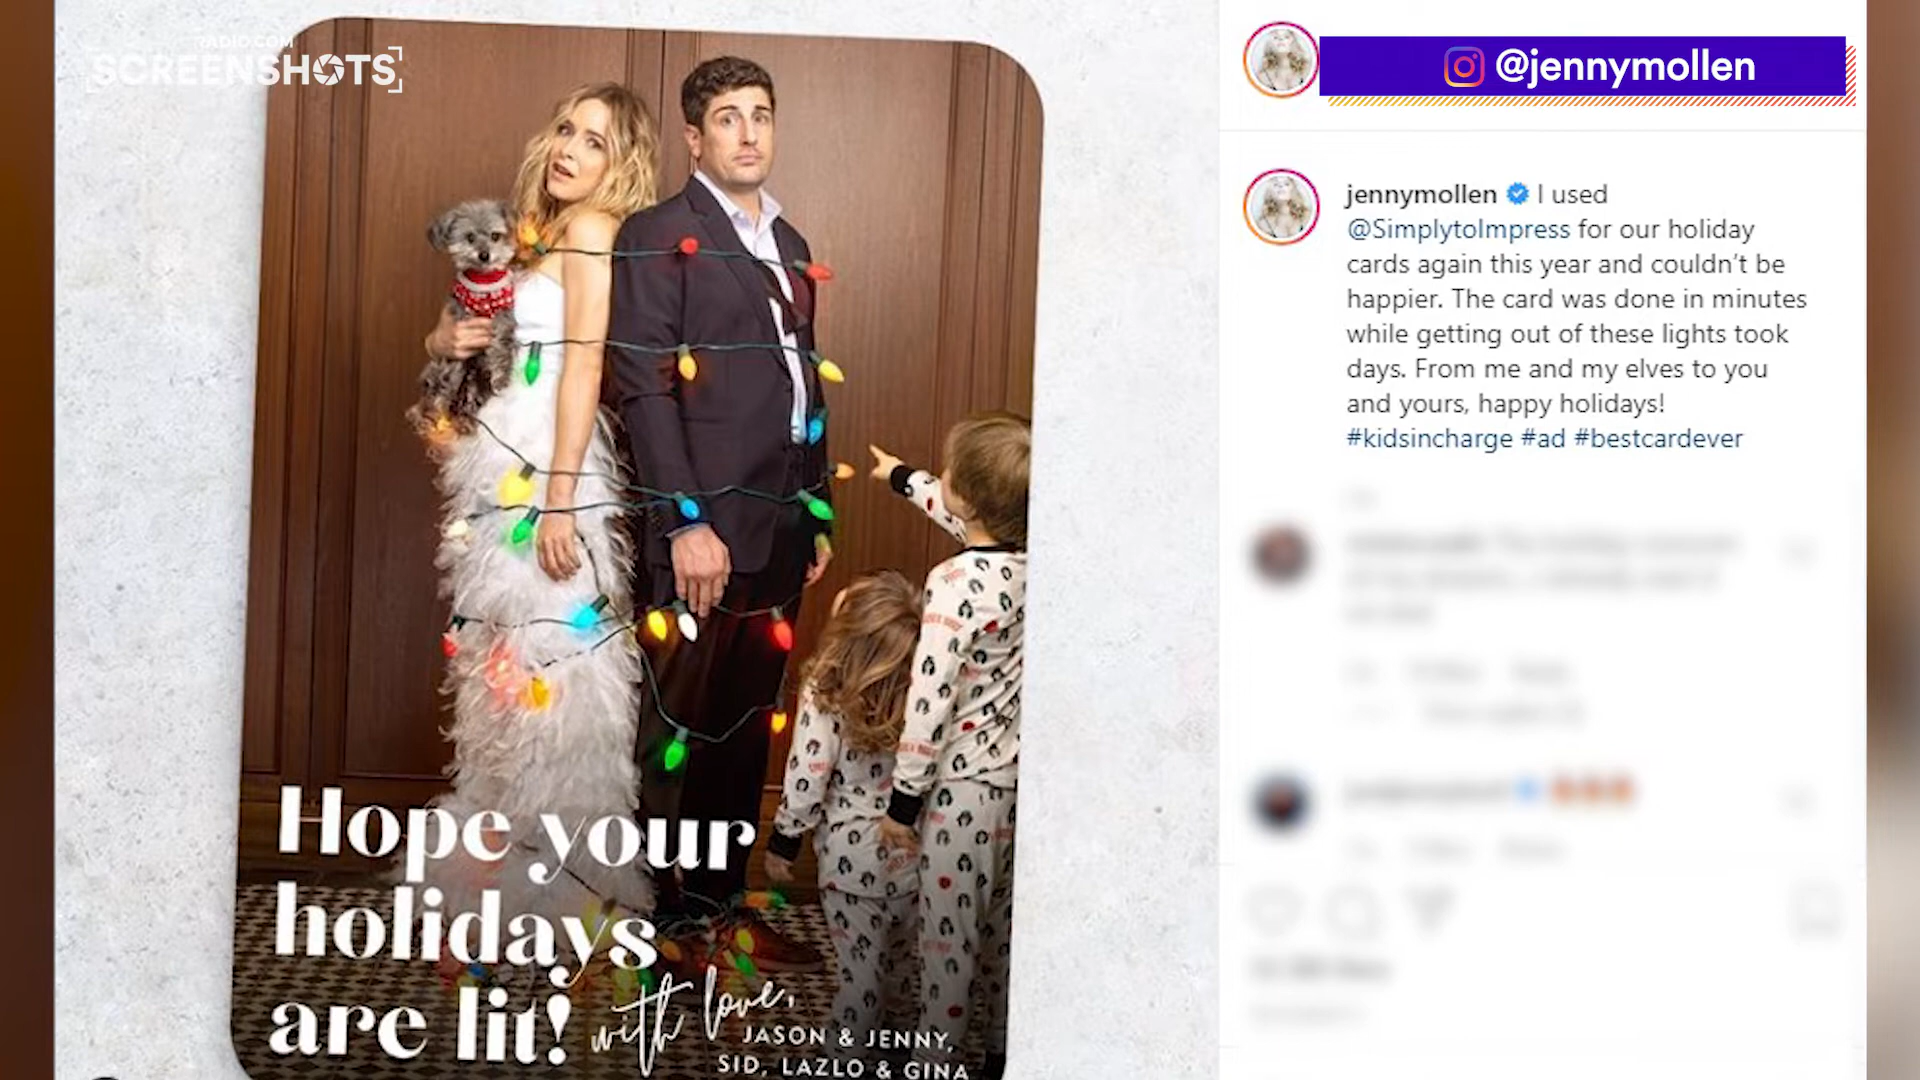 RADIO.COM
SCREENSHOTS
@jennymollen
jennymollen I used
@SimplytoImpress for our holiday
cards again this year and couldn't be
happier. The card was done in minutes
while getting out of these lights took
days. From me and my elves to you
and yours, happy holidays!
#kidsincharge #ad #bestcardever
Hope your
holidays
are lit!
with love,
JASON & JENNY,
SID, LAZLO & GINA